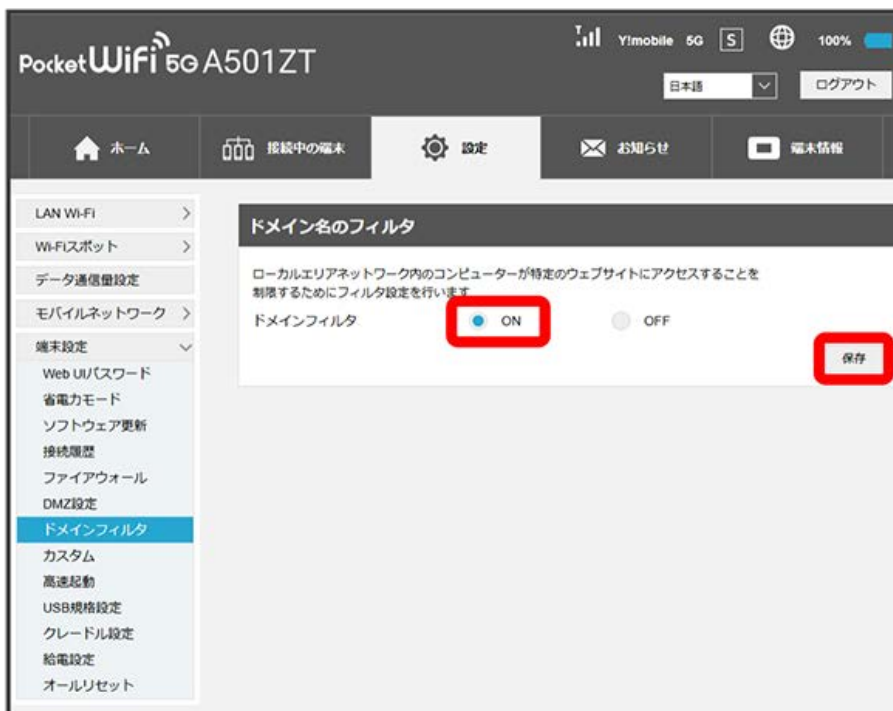 Y!mobile 5G S 100%
PocketWiFi 5G A501ZT
日本語 ログアウト
ホーム 接続中の端末 設定 お知らせ 端末情報
LAN Wi-Fi
Wi-Fiスポット
データ通信量設定
モバイルネットワーク
端末設定
Web UIパスワード
省電力モード
ソフトウェア更新
接続履歴
ファイアウォール
DMZ設定
ドメインフィルタ
カスタム
高速起動
USB規格設定
クレードル設定
給電設定
オールリセット
ドメイン名のフィルタ
ローカルエリアネットワーク内のコンピューターが特定のウェブサイトにアクセスすることを
制限するためにフィルタ設定を行います
ドメインフィルタ ON OFF
保存